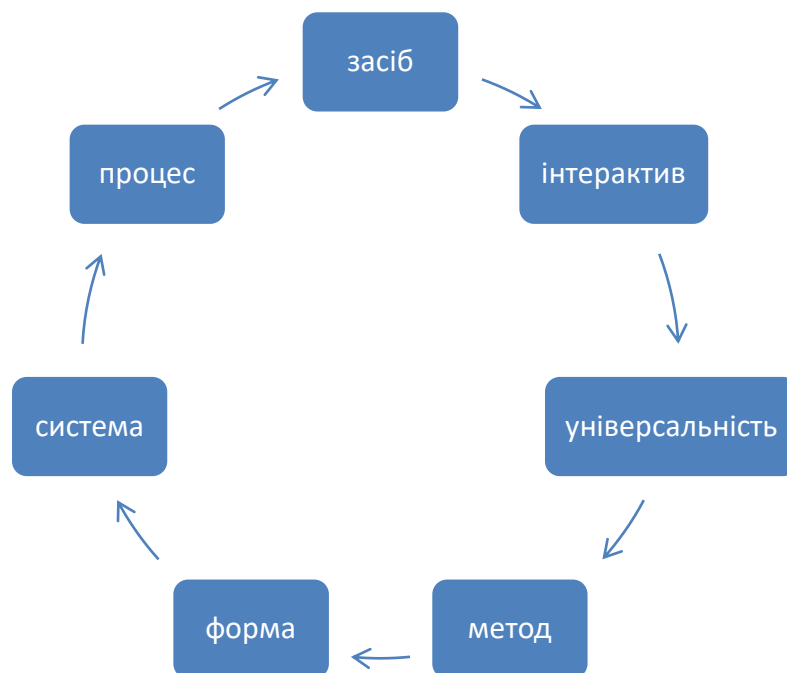 засіб
інтерактив
універсальність
метод
форма
система
процес